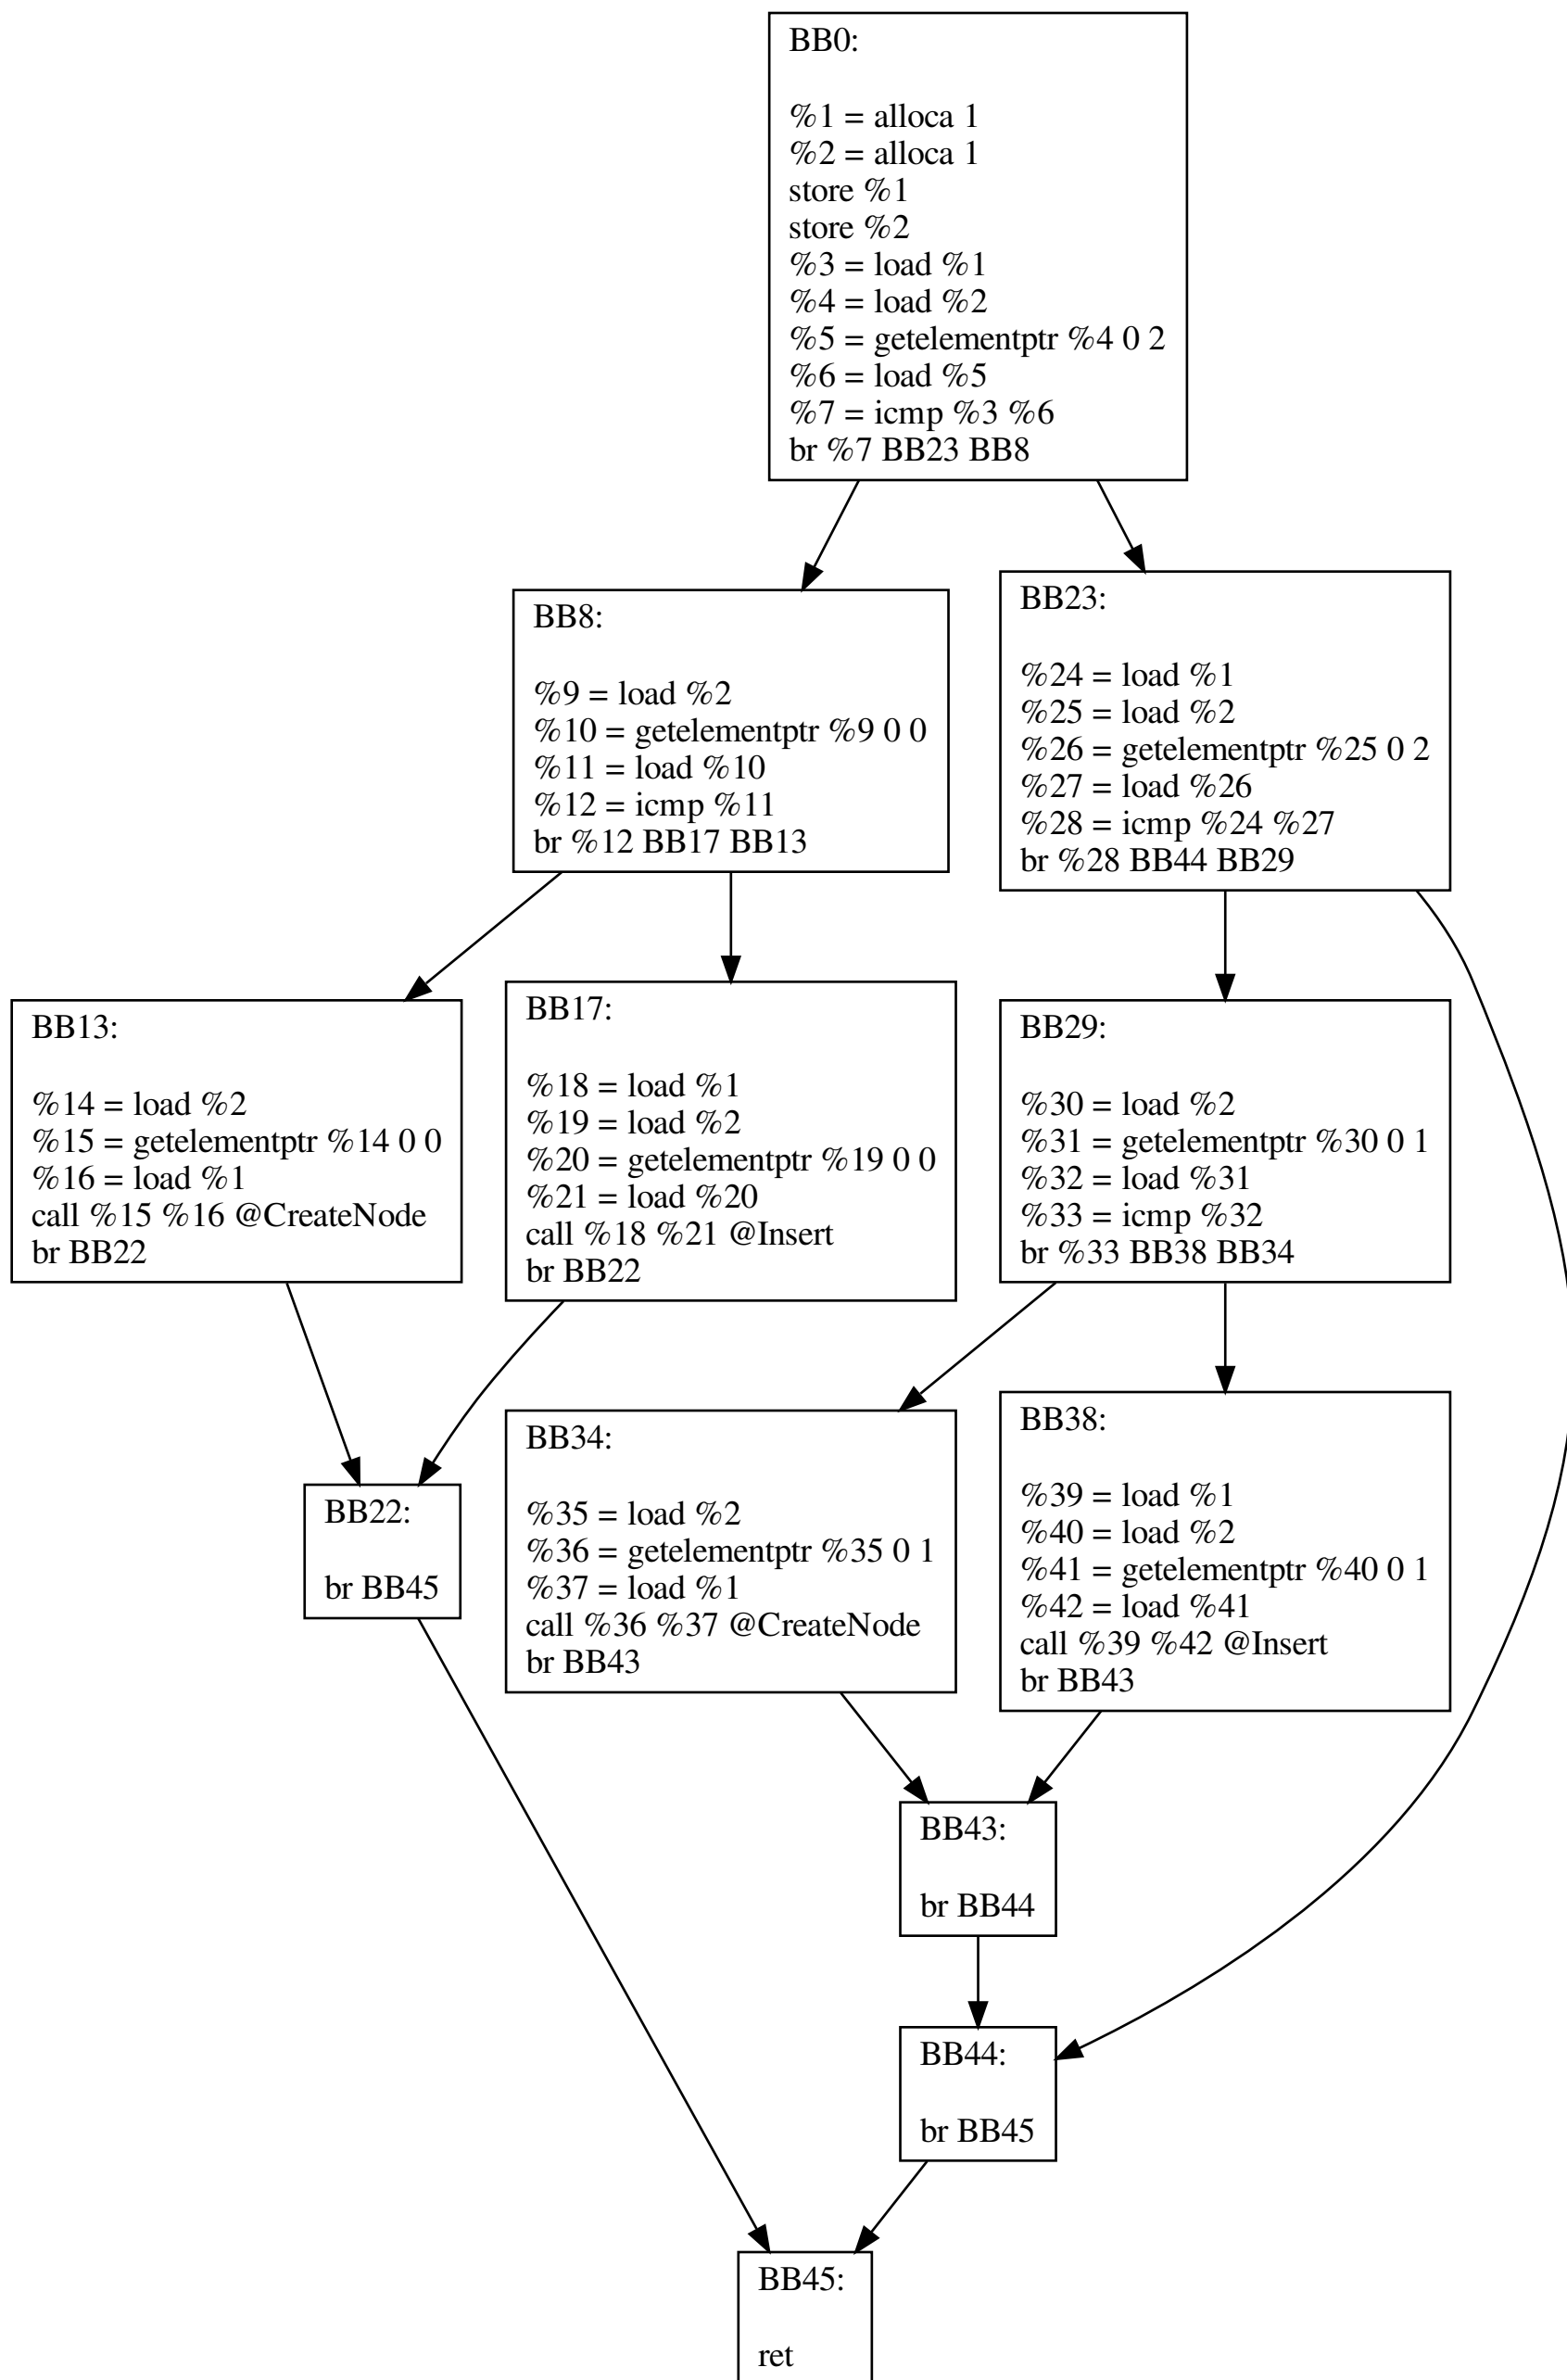 BB0:
%1 = alloca 1
%2 = alloca 1
store %1
store %2
%3 = load %1
%4 = load %2
%5 = getelementptr %4 0 2
%6 = load %5
%7 = icmp %3 %6
br %7 BB23 BB8
BB8:
%9 = load %2
%10 = getelementptr %9 0 0
%11 = load %10
%12 = icmp %11
br %12 BB17 BB13
BB23:
%24 = load %1
%25 = load %2
%26 = getelementptr %25 0 2
%27 = load %26
%28 = icmp %24 %27
br %28 BB44 BB29
BB13:
%14 = load %2
%15 = getelementptr %14 0 0
%16 = load %1
call %15 %16 @CreateNode
br BB22
BB17:
%18 = load %1
%19 = load %2
%20 = getelementptr %19 0 0
%21 = load %20
call %18 %21 @Insert
br BB22
BB29:
%30 = load %2
%31 = getelementptr %30 0 1
%32 = load %31
%33 = icmp %32
br %33 BB38 BB34
BB22:
br BB45
BB34:
%35 = load %2
%36 = getelementptr %35 0 1
%37 = load %1
call %36 %37 @CreateNode
br BB43
BB38:
%39 = load %1
%40 = load %2
%41 = getelementptr %40 0 1
%42 = load %41
call %39 %42 @Insert
br BB43
BB43:
br BB44
BB44:
br BB45
BB45:
ret